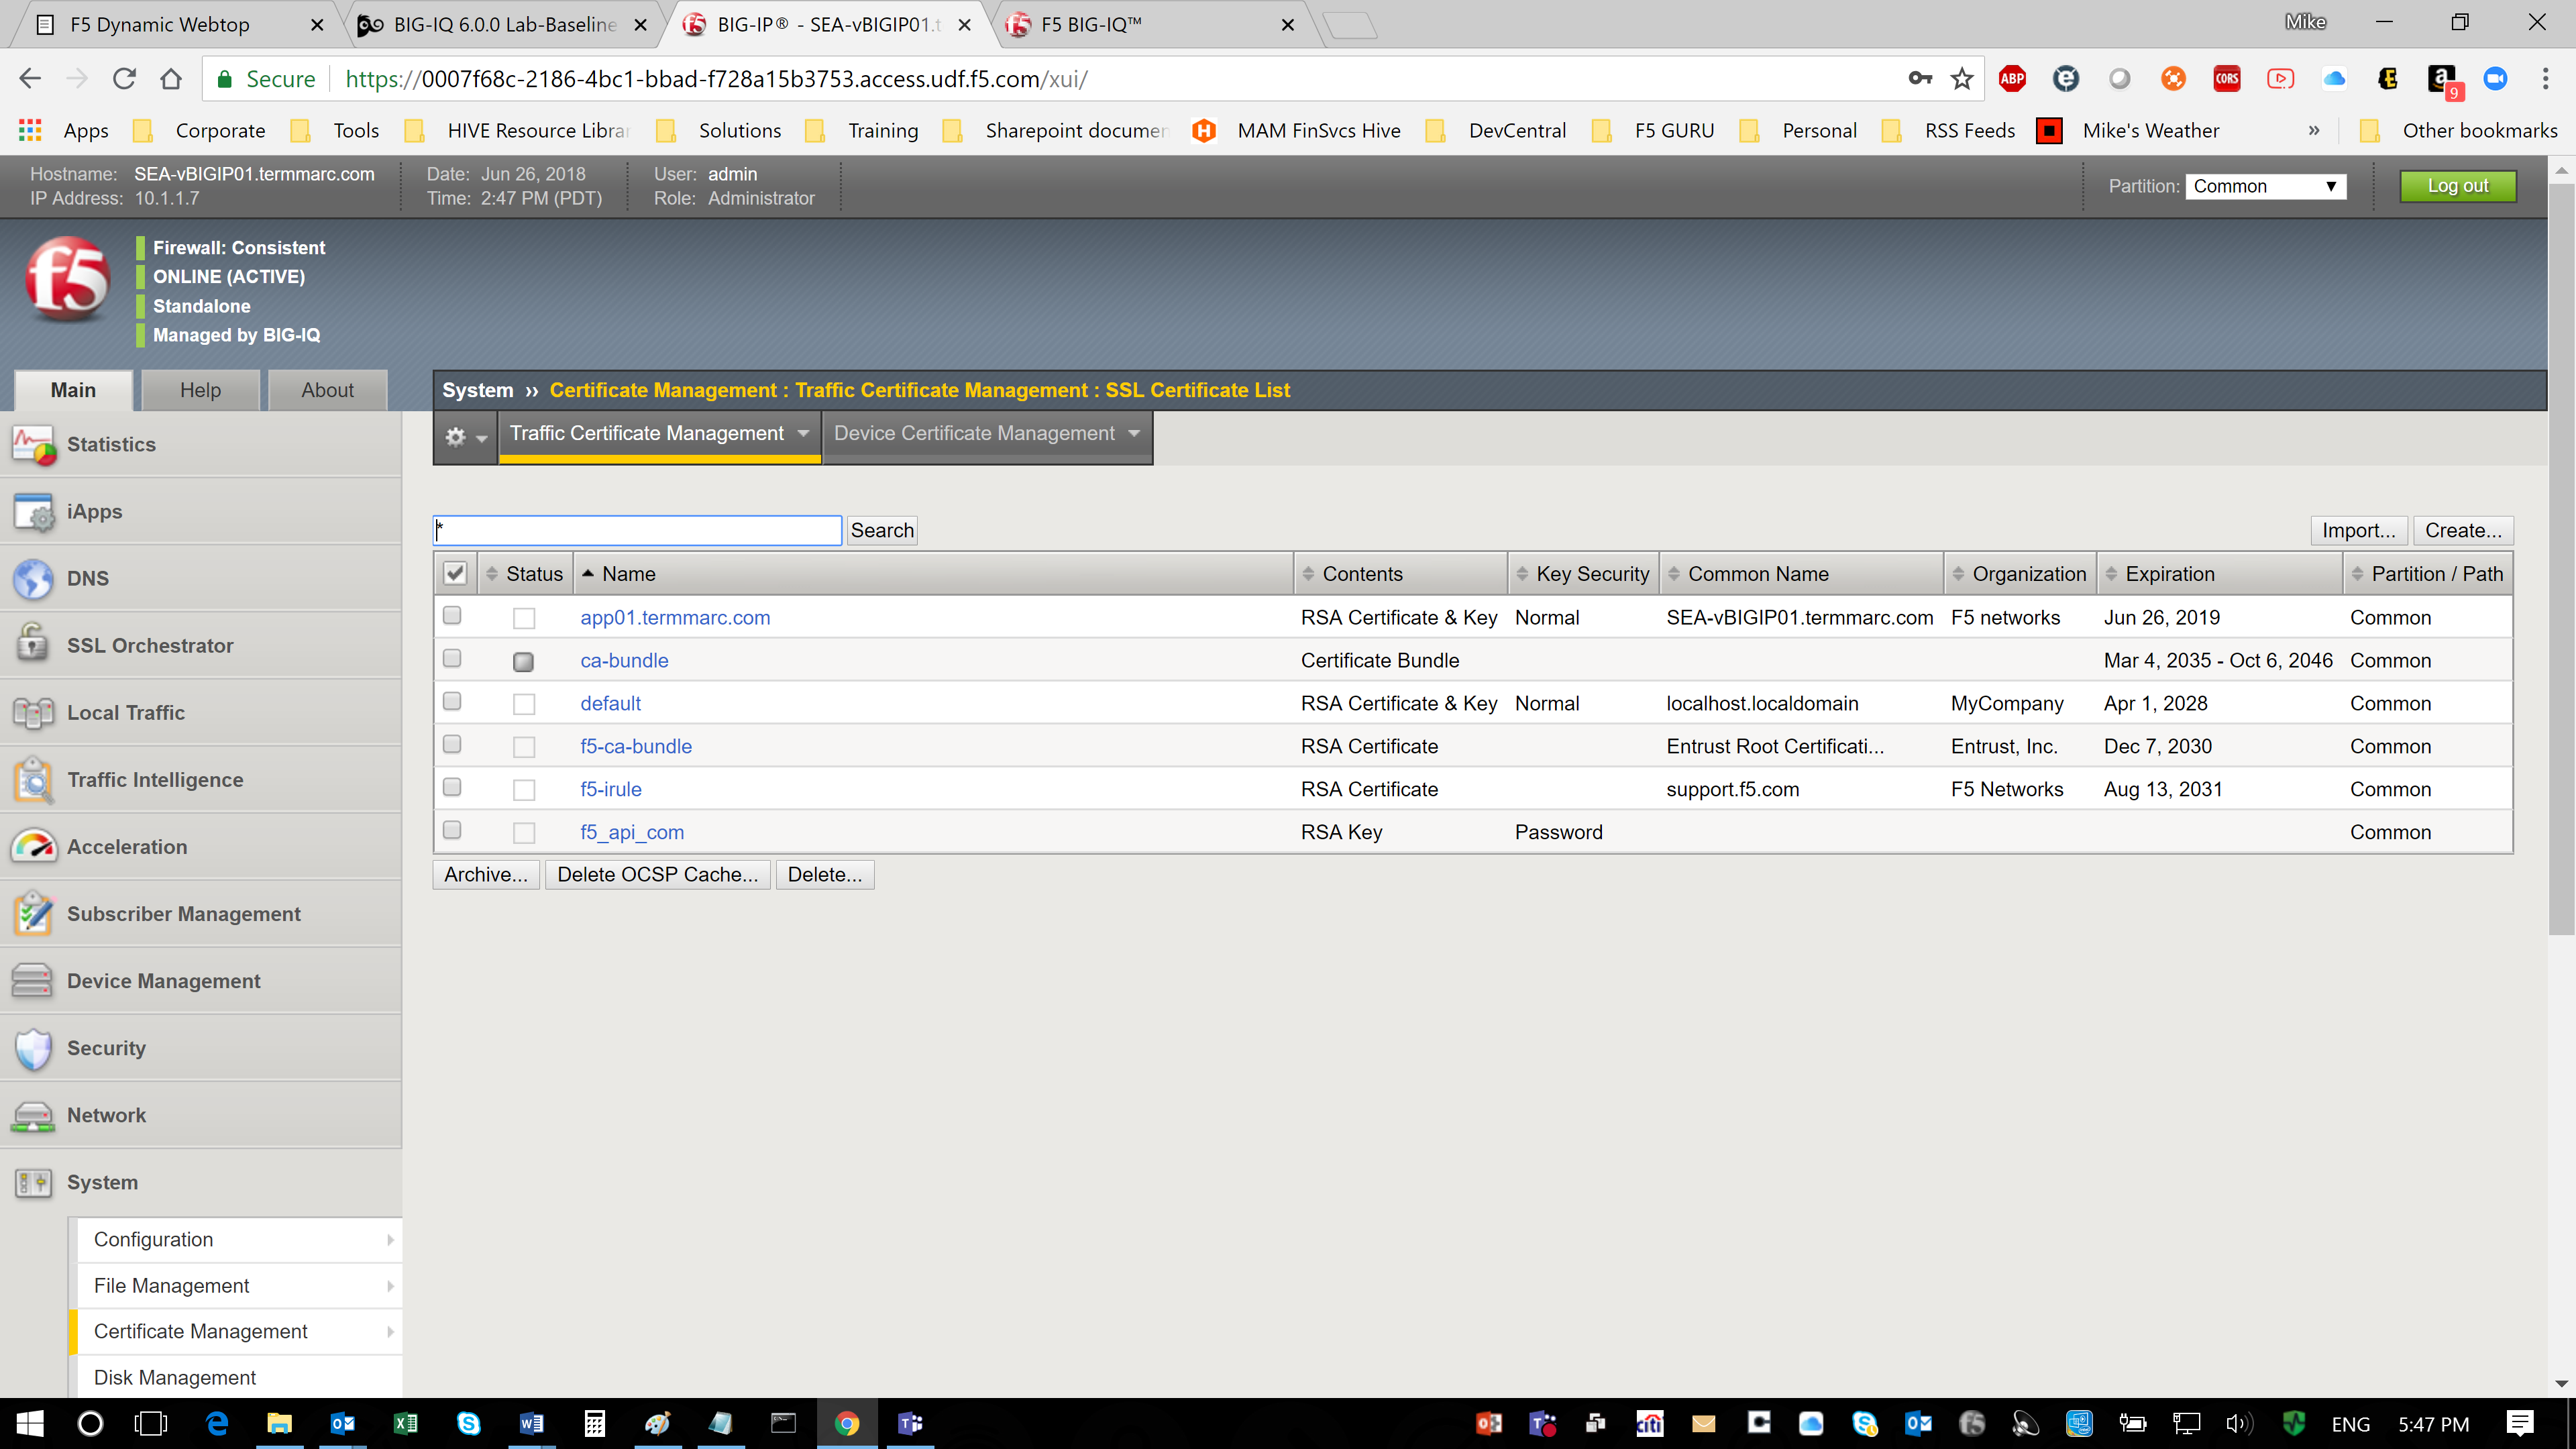 F5 Dynamic Webtop
BIG-IQ 6.0.0 Lab-Baseline
BIG-IP® - SEA-vBIGIP01.t
F5 BIG-IQ™
Mike
Secure
https://0007f68c-2186-4bc1-bbad-f728a15b3753.access.udf.f5.com/xui/
ABP
CORS
9
Apps
Corporate
Tools
HIVE Resource Librar
Solutions
Training
Sharepoint documen
MAM FinSvcs Hive
DevCentral
F5 GURU
Personal
RSS Feeds
Mike's Weather
»
Other bookmarks
Hostname: SEA-vBIGIP01.termmarc.com
IP Address: 10.1.1.7
Date: Jun 26, 2018
Time: 2:47 PM (PDT)
User: admin
Role: Administrator
Partition: Common
Log out
f5
Firewall: Consistent
ONLINE (ACTIVE)
Standalone
Managed by BIG-IQ
Main
Help
About
System ›› Certificate Management : Traffic Certificate Management : SSL Certificate List
Traffic Certificate Management
Device Certificate Management
Statistics
iApps
DNS
SSL Orchestrator
Local Traffic
Traffic Intelligence
Acceleration
Subscriber Management
Device Management
Security
Network
System
Configuration
File Management
Certificate Management
Disk Management
*
Search
Import...
Create...
Status Name Contents Key Security Common Name Organization Expiration Partition / Path
app01.termmarc.com RSA Certificate & Key Normal SEA-vBIGIP01.termmarc.com F5 networks Jun 26, 2019 Common
ca-bundle Certificate Bundle Mar 4, 2035 - Oct 6, 2046 Common
default RSA Certificate & Key Normal localhost.localdomain MyCompany Apr 1, 2028 Common
f5-ca-bundle RSA Certificate Entrust Root Certificati... Entrust, Inc. Dec 7, 2030 Common
f5-irule RSA Certificate support.f5.com F5 Networks Aug 13, 2031 Common
f5_api_com RSA Key Password Common
Archive...
Delete OCSP Cache...
Delete...
citi
ENG
5:47 PM